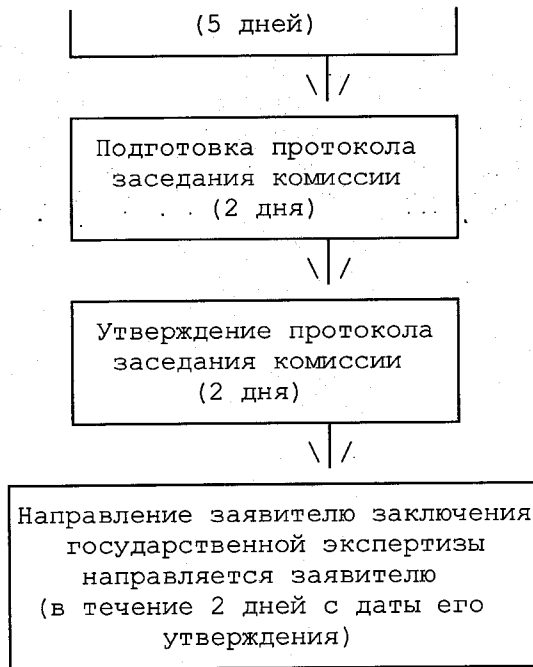 (5 дней)
Подготовка протокола
заседания комиссии
(2 дня)
Утверждение протокола
заседания комиссии
(2 дня)
Направление заявителю заключения
государственной экспертизы
направляется заявителю
(в течение 2 дней с даты его
утверждения)